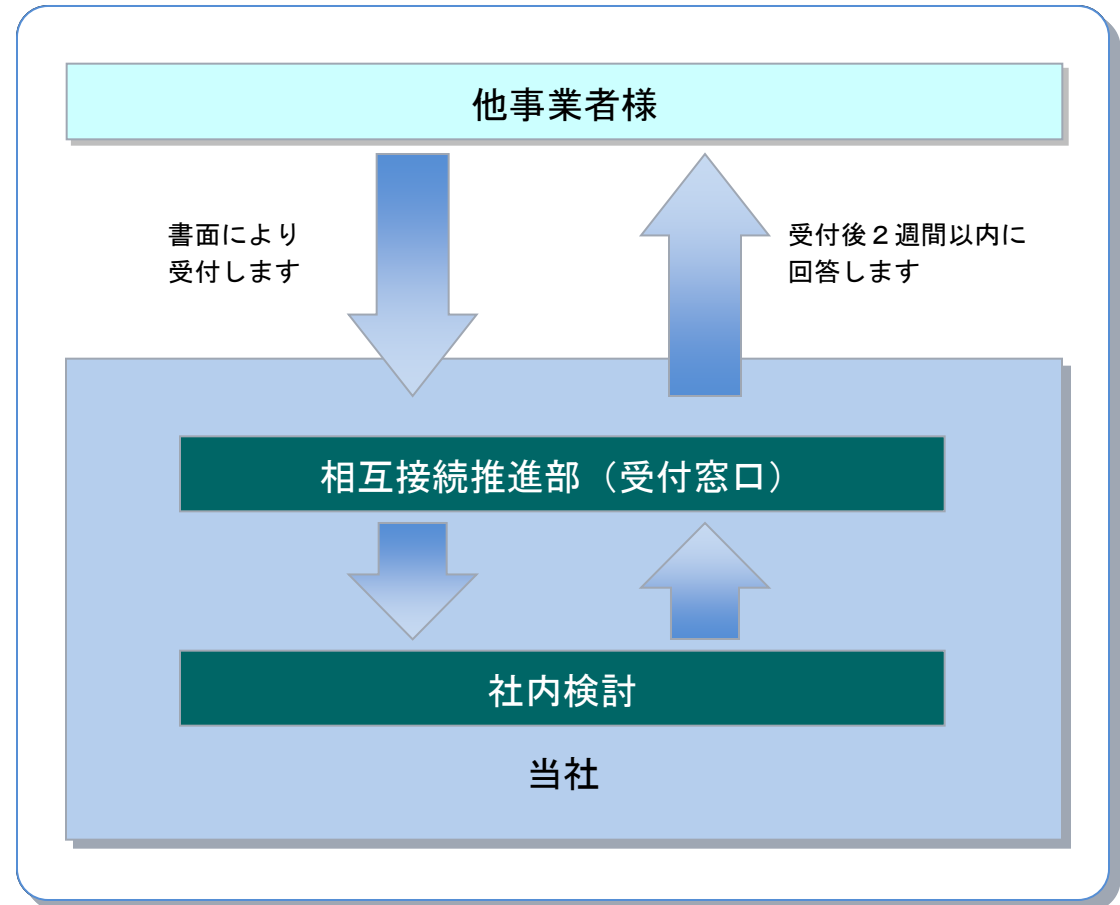 他事業者様
書面により
受付します
受付後２週間以内に
回答します
相互接続推進部（受付窓口）
社内検討
当社